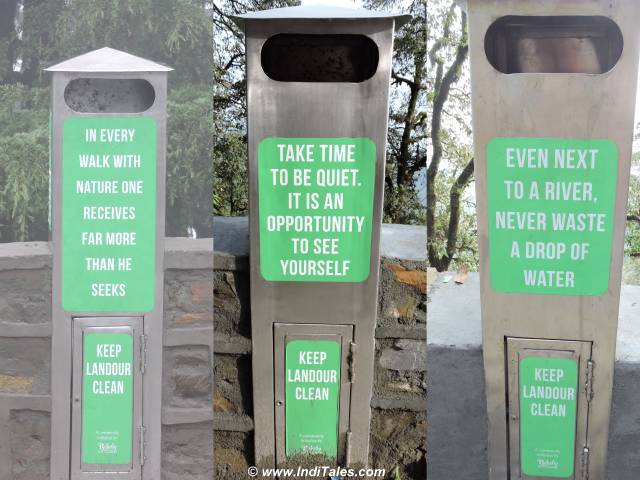 IN EVERY
WALK WITH
NATURE ONE
RECEIVES
FAR MORE
THAN HE
SEEKS
KEEP
LANDOUR
CLEAN
TAKE TIME
TO BE QUIET.
IT IS AN
OPPORTUNITY
TO SEE
YOURSELF
KEEP
LANDOUR
CLEAN
EVEN NEXT
TO A RIVER,
NEVER WASTE
A DROP OF
WATER
KEEP
LANDOUR
CLEAN
© www.IndiTales.com